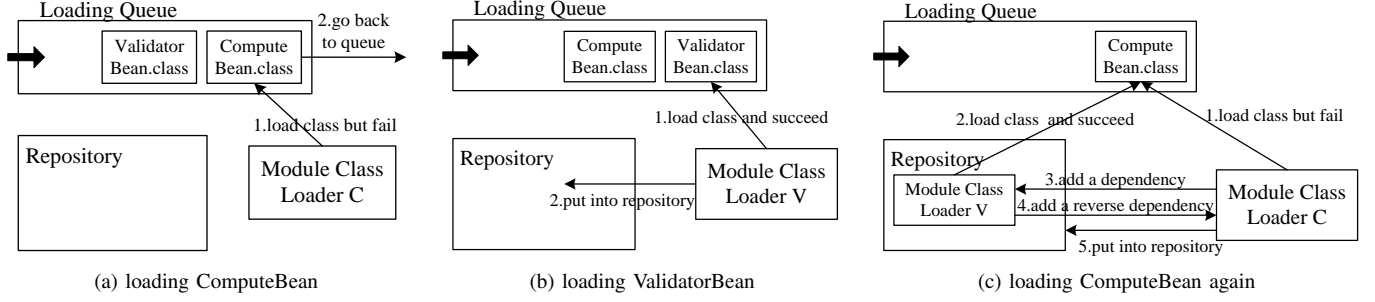 Loading Queue
Validator
Bean.class
Compute
Bean.class
2.go back
to queue
1.load class but fail
Repository
Module Class
Loader C
(a) loading ComputeBean
Loading Queue
Compute
Bean.class
Validator
Bean.class
1.load class and succeed
Repository
2.put into repository
Module Class
Loader V
(b) loading ValidatorBean
Loading Queue
Compute
Bean.class
2.load class and succeed
1.load class but fail
Repository
Module Class
Loader V
3.add a dependency
4.add a reverse dependency
5.put into repository
Module Class
Loader C
(c) loading ComputeBean again